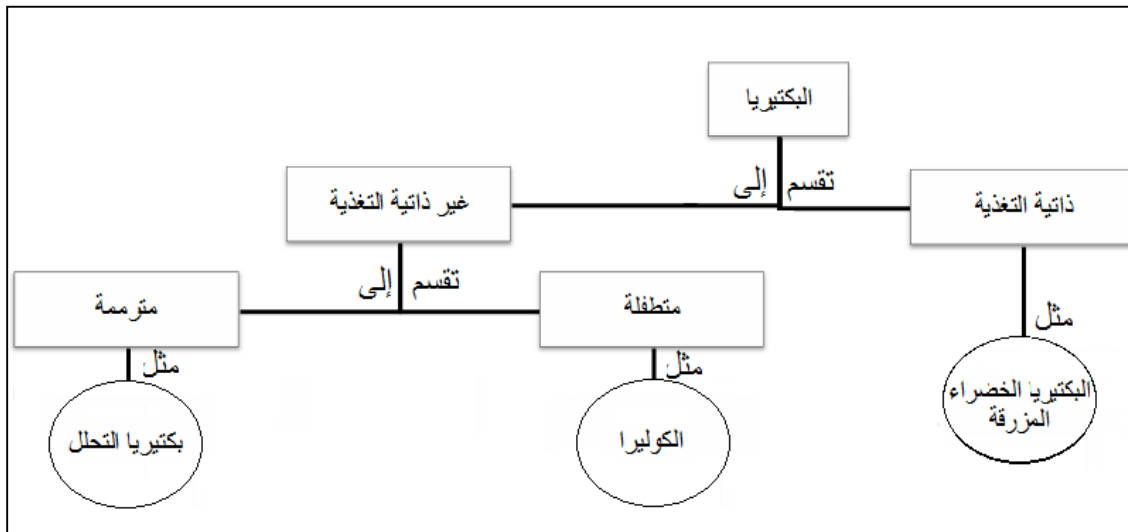 البكتيريا
تقسم إلى
ذاتية التغذية
غير ذاتية التغذية
مثل
البكتيريا الخضراء
المزرقة
تقسم إلى
متطفلة
مترممة
مثل
الكوليرا
مثل
بكتيريا التحلل